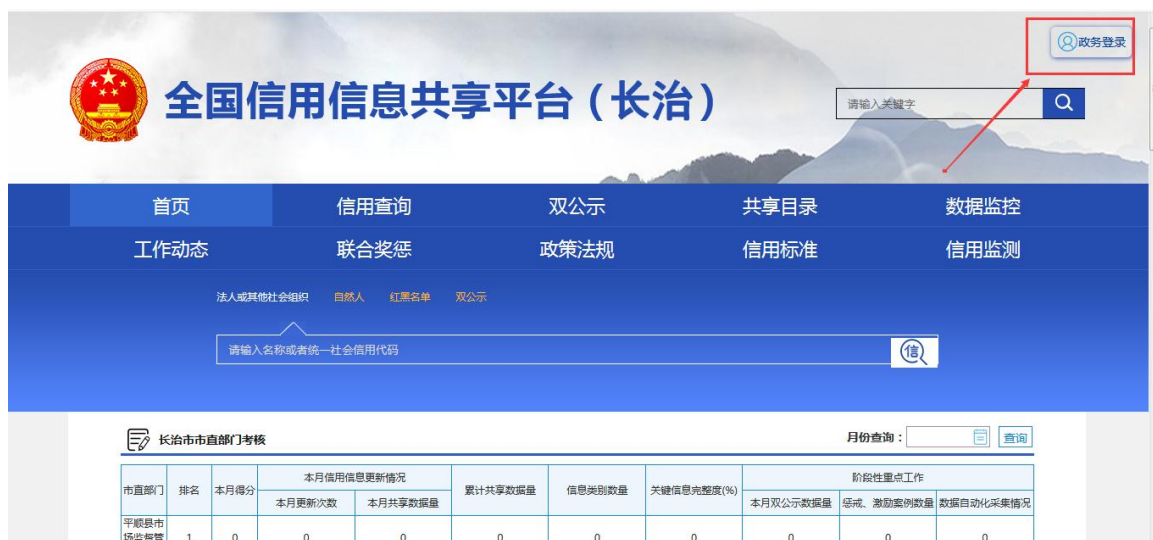 政务登录
全国信用信息共享平台（长治）
请输入关键字
首页 信用查询 双公示 共享目录 数据监控
工作动态 联合奖惩 政策法规 信用标准 信用监测
法人或其他社会组织 自然人 红黑名单 双公示
请输入名称或者统一社会信用代码
信
长治市市直部门考核 月份查询： 查询
市直部门 排名 本月得分 本月信用信息更新情况 累计共享数据量 信息类别数量 关键信息完整度(%) 阶段性重点工作
本月更新次数 本月共享数据量 本月双公示数据量 惩戒、激励案例数量 数据自动化采集情况
平顺县市
场监督管 1 0 0 0 0 0 0 0 0 0